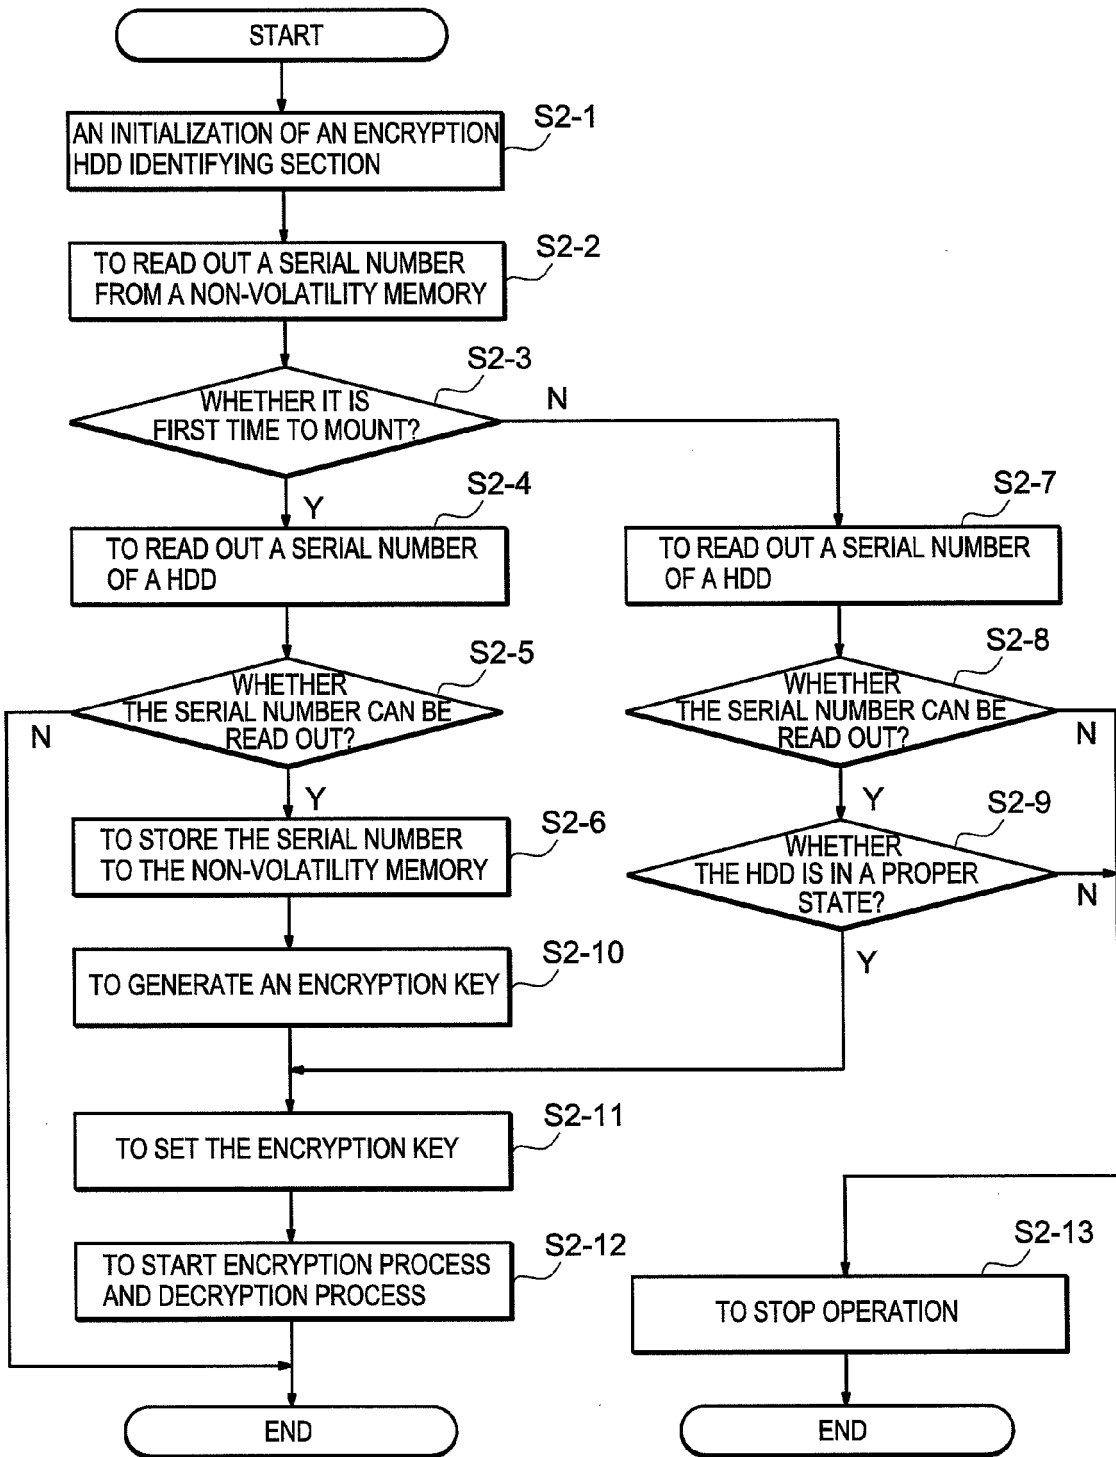 START
S2-1
AN INITIALIZATION OF AN ENCRYPTION
HDD IDENTIFYING SECTION
S2-2
TO READ OUT A SERIAL NUMBER
FROM A NON-VOLATILITY MEMORY
S2-3
WHETHER IT IS
FIRST TIME TO MOUNT?
N
Y
S2-4
TO READ OUT A SERIAL NUMBER
OF A HDD
S2-7
TO READ OUT A SERIAL NUMBER
OF A HDD
S2-5
WHETHER
THE SERIAL NUMBER CAN BE
READ OUT?
N
Y
S2-8
WHETHER
THE SERIAL NUMBER CAN BE
READ OUT?
N
Y
S2-6
TO STORE THE SERIAL NUMBER
TO THE NON-VOLATILITY MEMORY
S2-9
WHETHER
THE HDD IS IN A PROPER
STATE?
N
Y
S2-10
TO GENERATE AN ENCRYPTION KEY
S2-11
TO SET THE ENCRYPTION KEY
S2-12
TO START ENCRYPTION PROCESS
AND DECRYPTION PROCESS
S2-13
TO STOP OPERATION
END
END